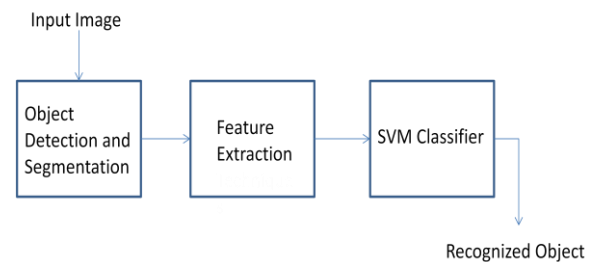 Input Image
Object
Detection and
Segmentation
Feature
Extraction
SVM Classifier
Recognized Object